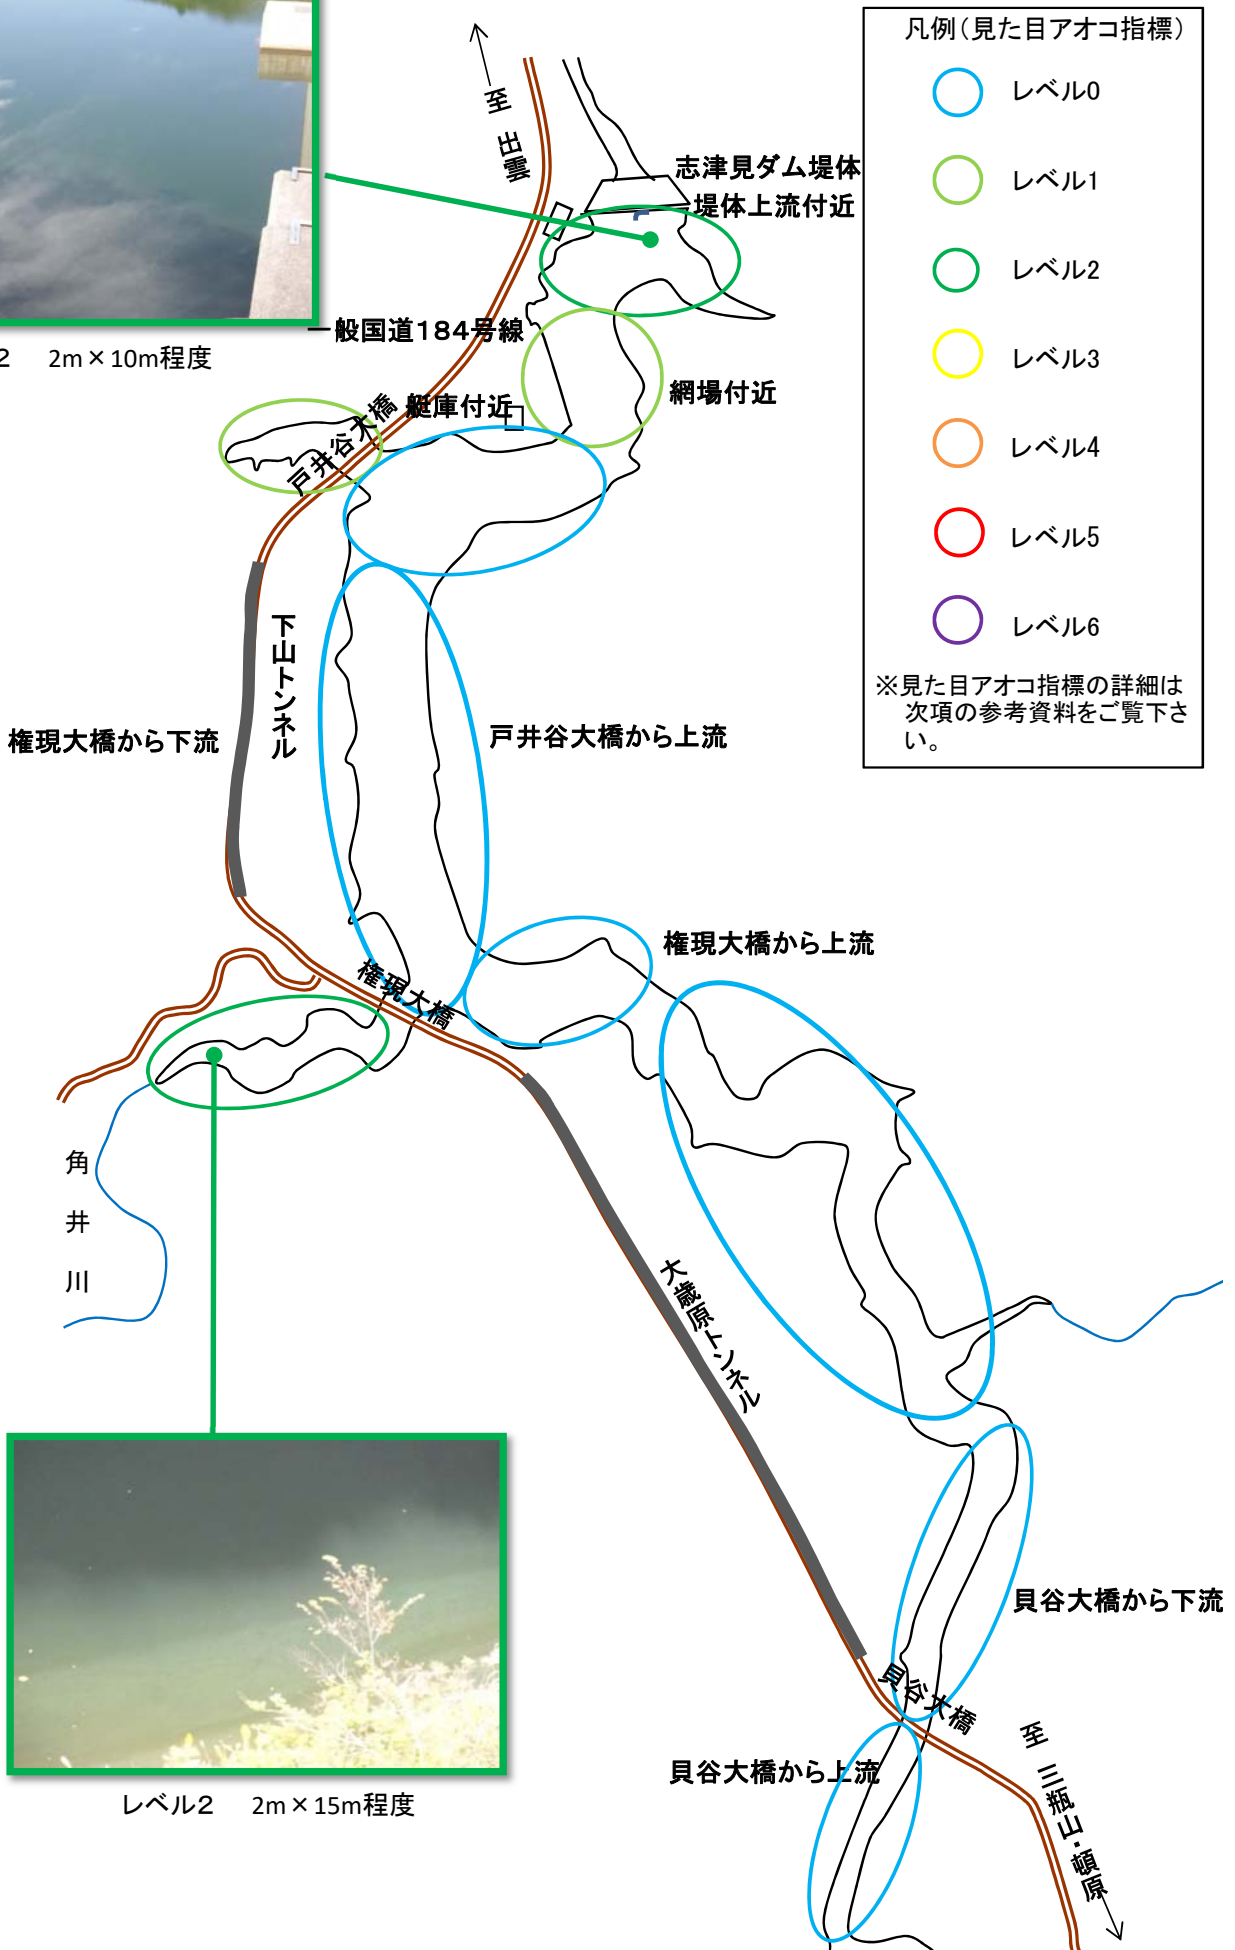 凡例(見た目アオコ指標)
レベル0
レベル1
レベル2
レベル3
レベル4
レベル5
レベル6
※見た目アオコ指標の詳細は
次項の参考資料をご覧下さ
い。
至 出雲
志津見ダム堤体
堤体上流付近
一般国道184号線
2 2m×10m程度
網場付近
艇庫付近
戸井谷大橋
下山トンネル
権現大橋から下流
戸井谷大橋から上流
権現大橋から上流
権現大橋
角井川
大歳原トンネル
貝谷大橋から下流
貝谷大橋
貝谷大橋から上流
至 三瓶山・頓原
レベル2 2m×15m程度